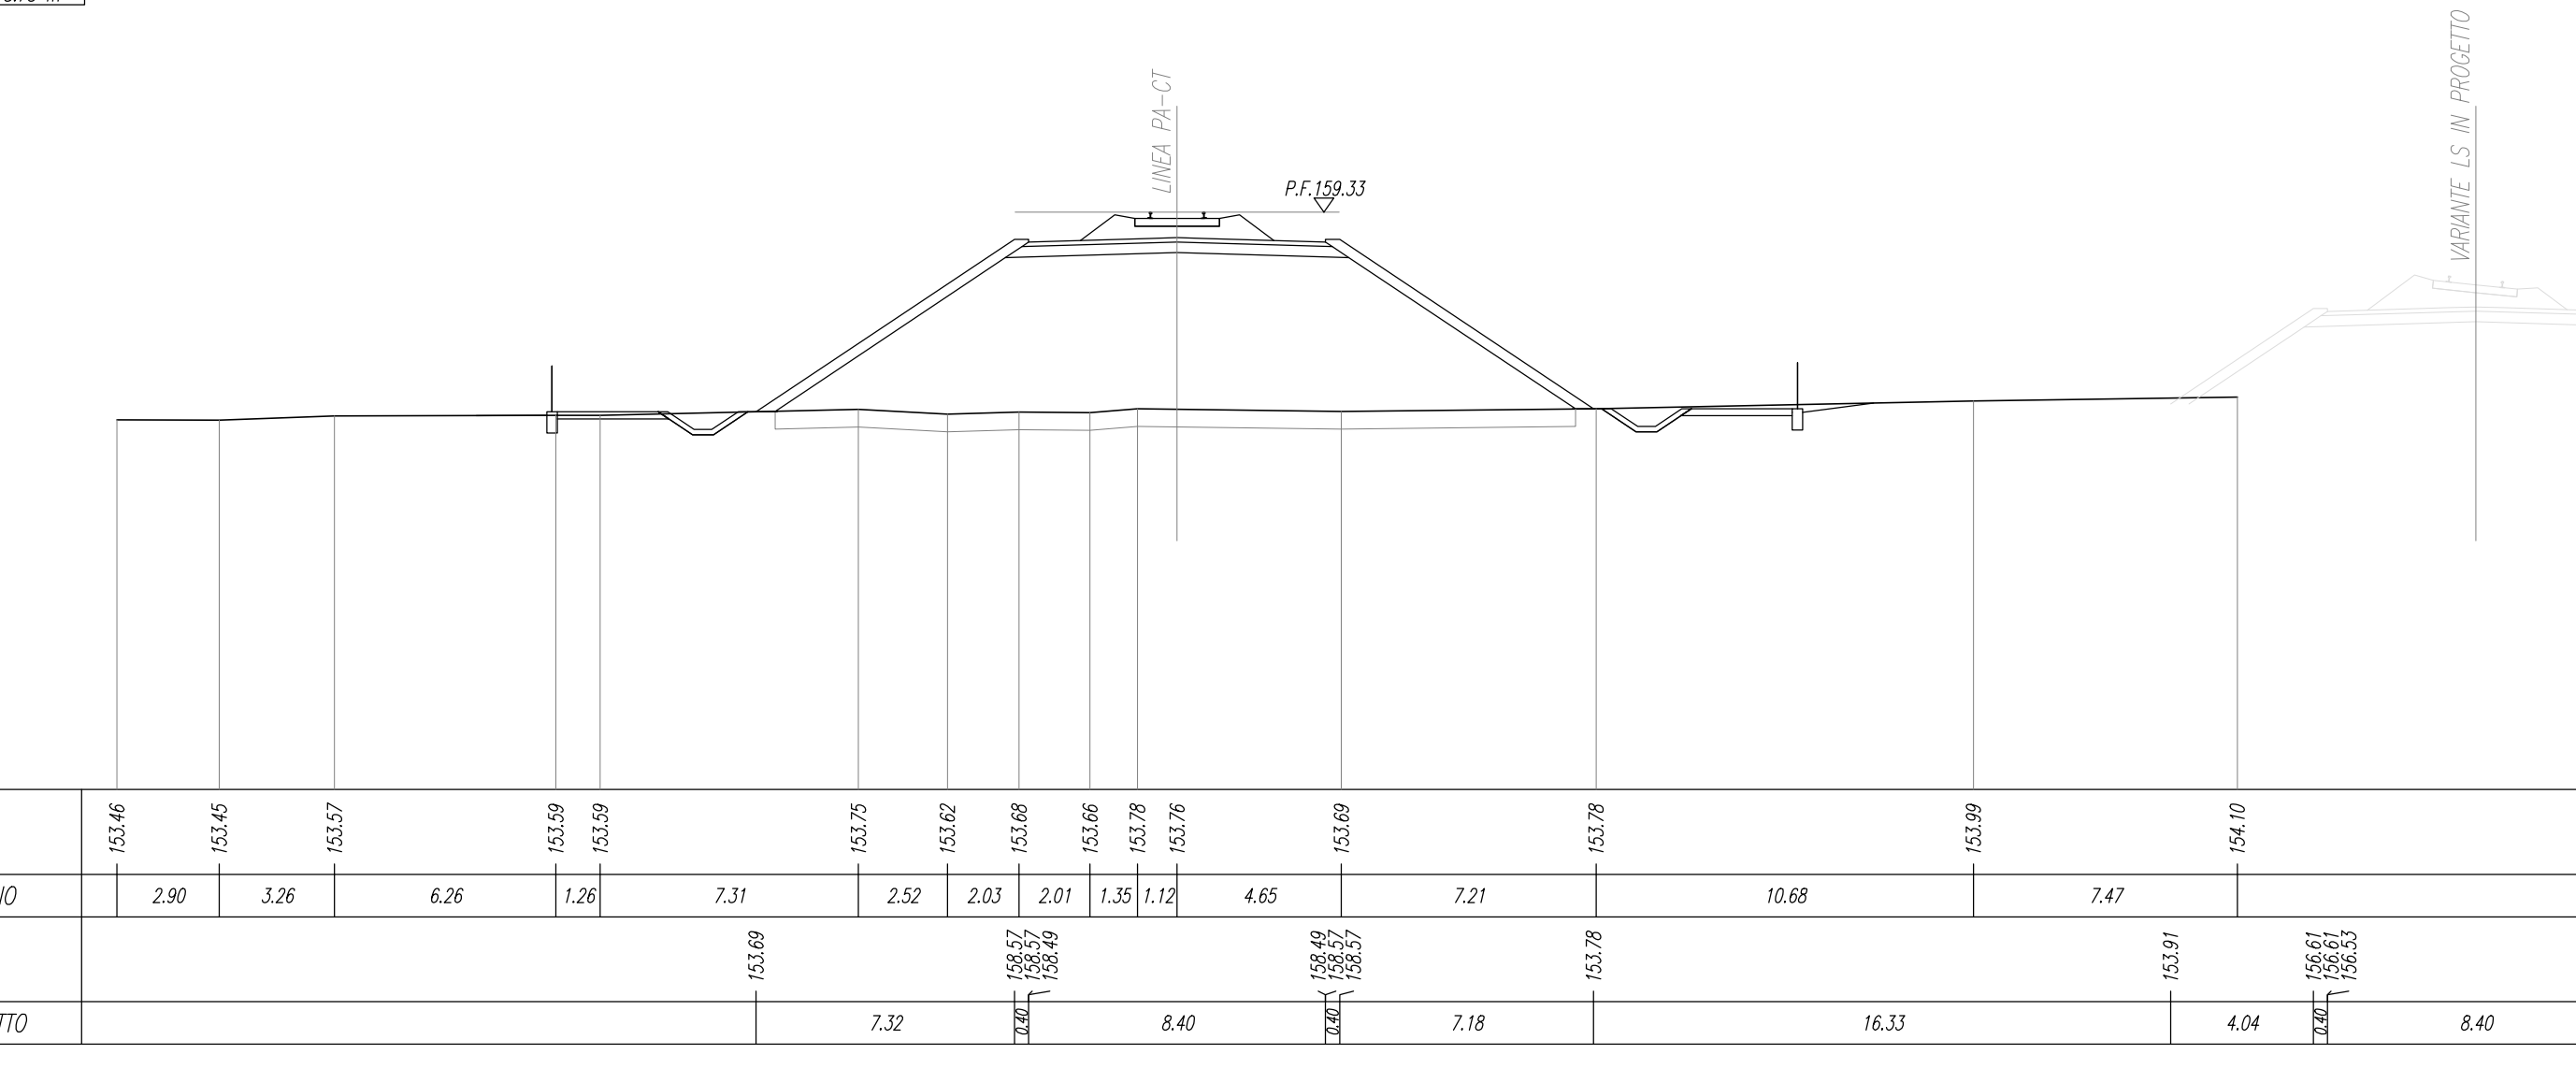 VARIANTE LS IN PROGETTO
LINEA PA-CT
P.F.159.33
153.46 153.45 153.57 153.59 153.59 153.75 153.62 153.68 153.66 153.78 153.76 153.69 153.78 153.99 154.10
2.90 3.26 6.26 1.26 7.31 2.52 2.03 2.01 1.35 1.12 4.65 7.21 10.68 7.47
153.69 158.57 158.57 158.49 158.49 158.57 158.57 153.78 153.91 156.61 156.61 156.53
TTO 7.32 0.40 8.40 0.40 7.18 16.33 4.04 0.40 8.40